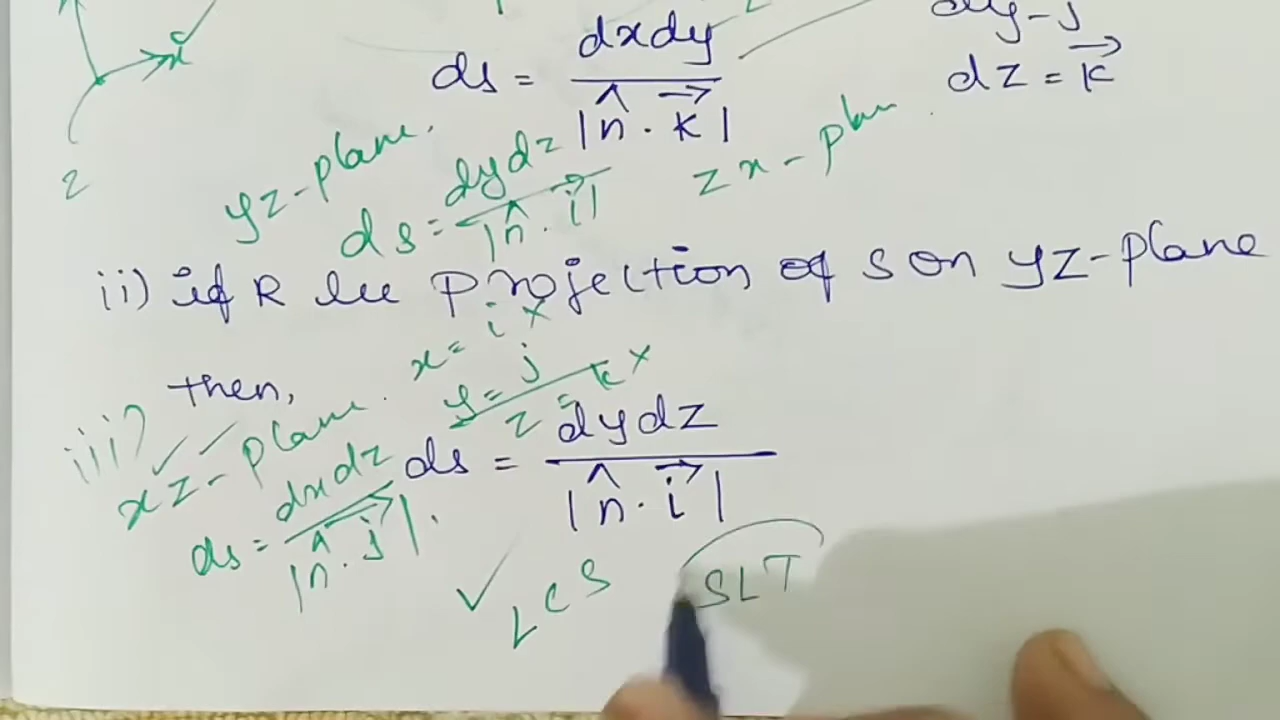 x
z
ds = dxdy / |n̂ · k⃗|
dz = k⃗
yz-plane.
ds = dydz / |n̂ · i⃗|
zx-plan
ii) if R be projection of S on yz-plane
then,
x = i x
y = j
z = k x
iii)
xz-plane.
ds = dxdz / |n̂ · j⃗|.
ds = dydz / |n̂ · i⃗|
LCS SLT